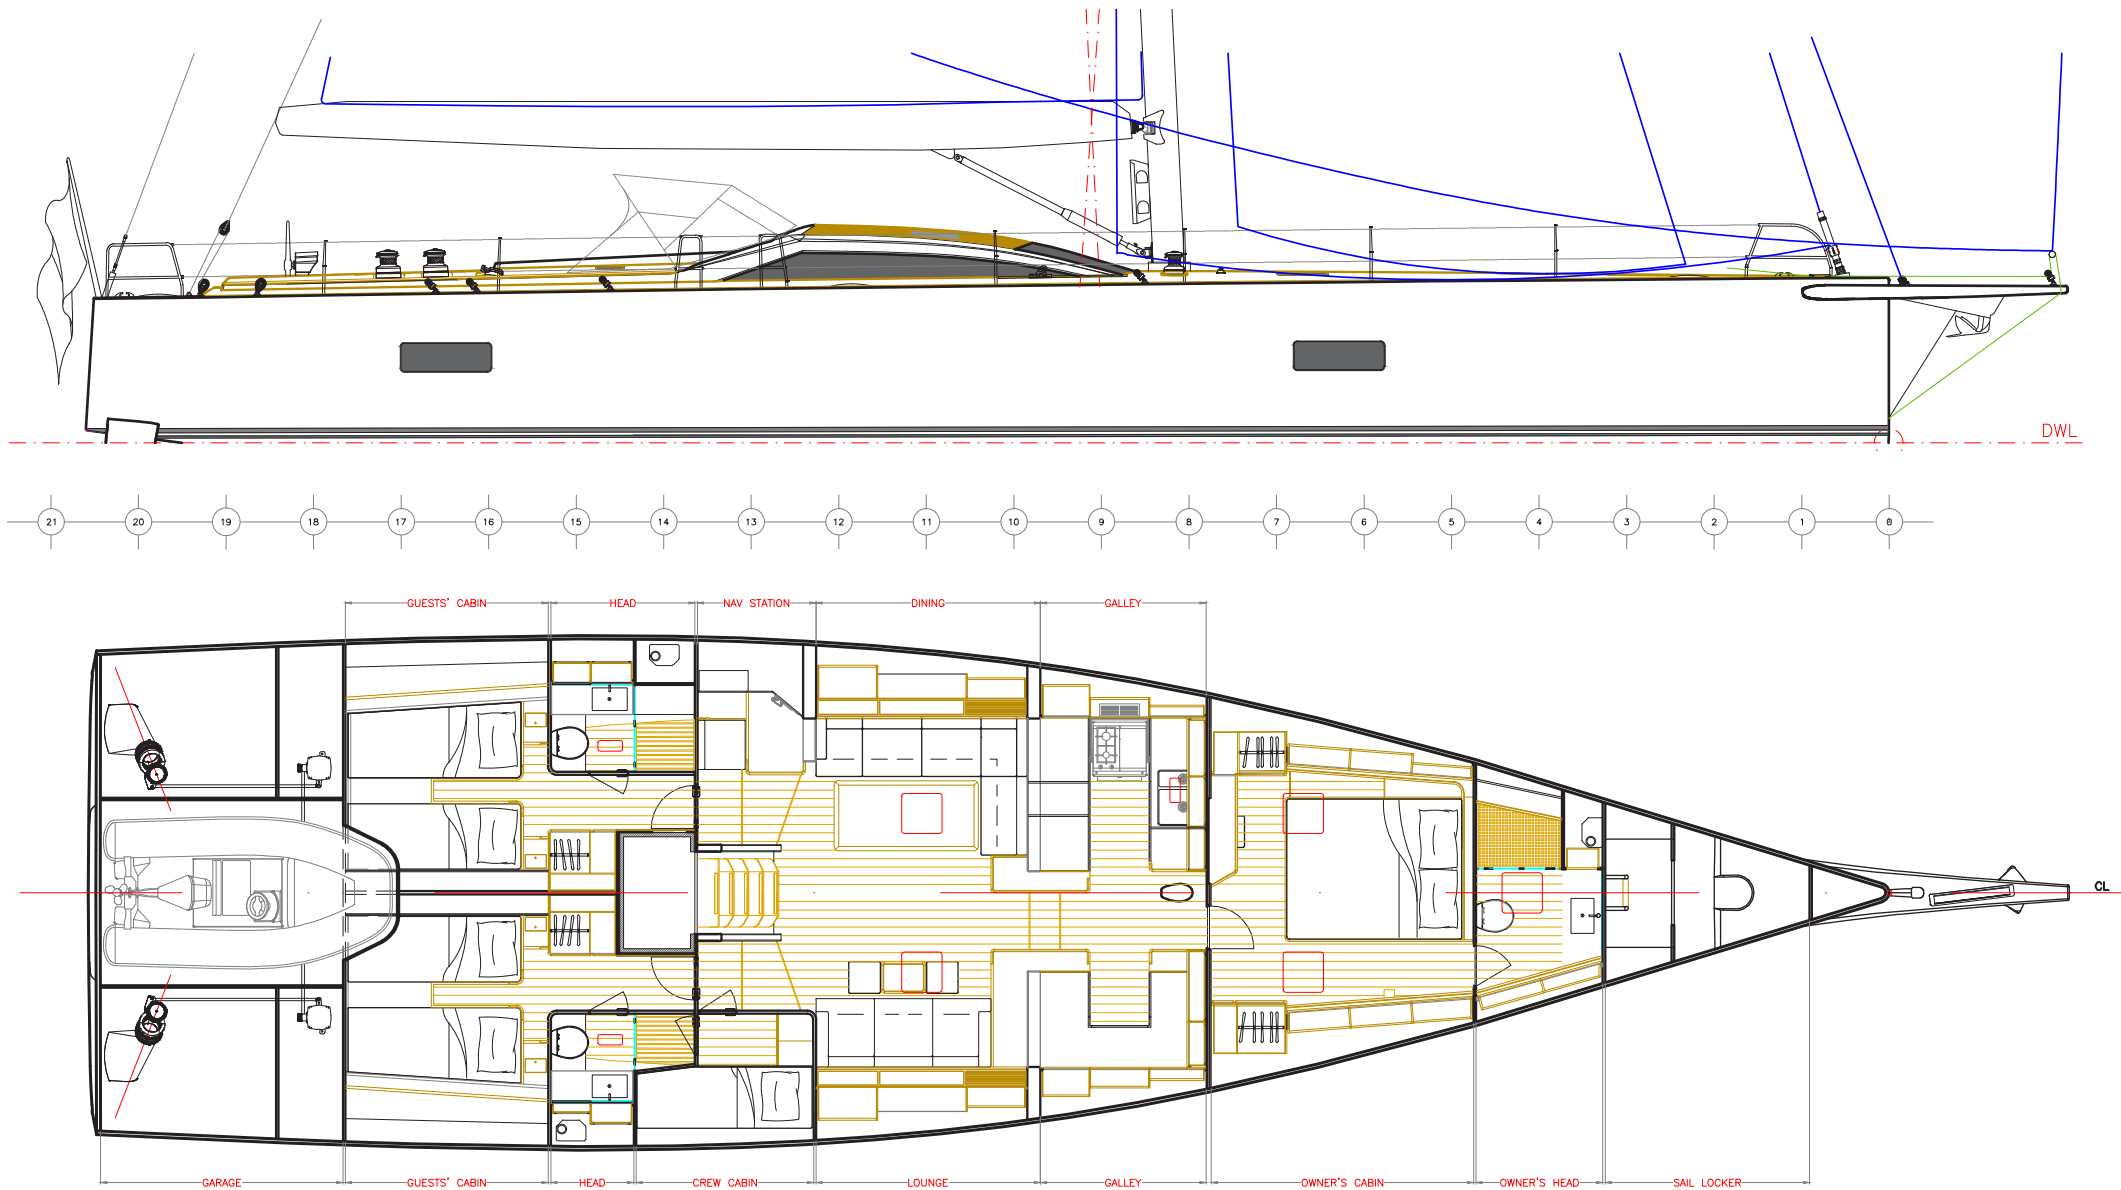 DWL
21 20 19 18 17 16 15 14 13 12 11 10 9 8 7 6 5 4 3 2 1 0
GUESTS' CABIN HEAD NAV STATION DINING GALLEY
CL
GARAGE GUESTS' CABIN HEAD CREW CABIN LOUNGE GALLEY OWNER'S CABIN OWNER'S HEAD SAIL LOCKER